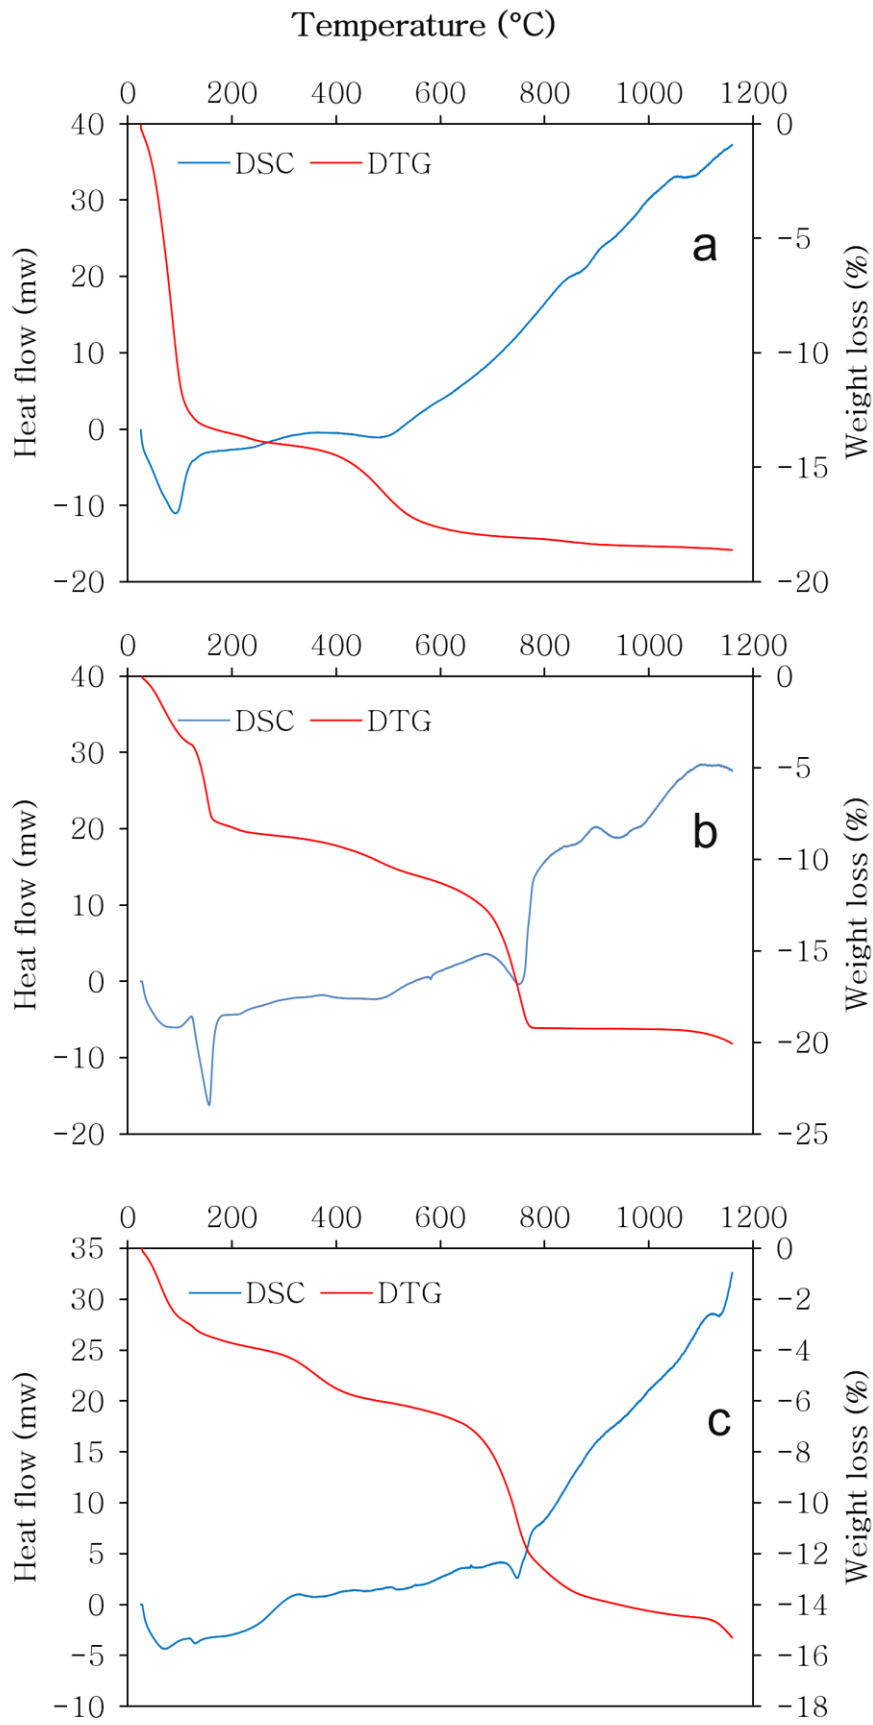 Temperature (°C)
0 200 400 600 800 1000 1200
40 0
DSC DTG
30
−5
a
20
10 −10
0
−15
−10
−20 −20
Heat flow (mw)
Weight loss (%)
0 200 400 600 800 1000 1200
40 0
DSC DTG
30
−5
20
b
−10
10
0 −15
−10
−20
−20 −25
Heat flow (mw)
Weight loss (%)
0 200 400 600 800 1000 1200
35 0
DSC DTG
30 −2
25 −4
20 −6
c
15 −8
10 −10
5 −12
0 −14
−5 −16
−10 −18
Heat flow (mw)
Weight loss (%)